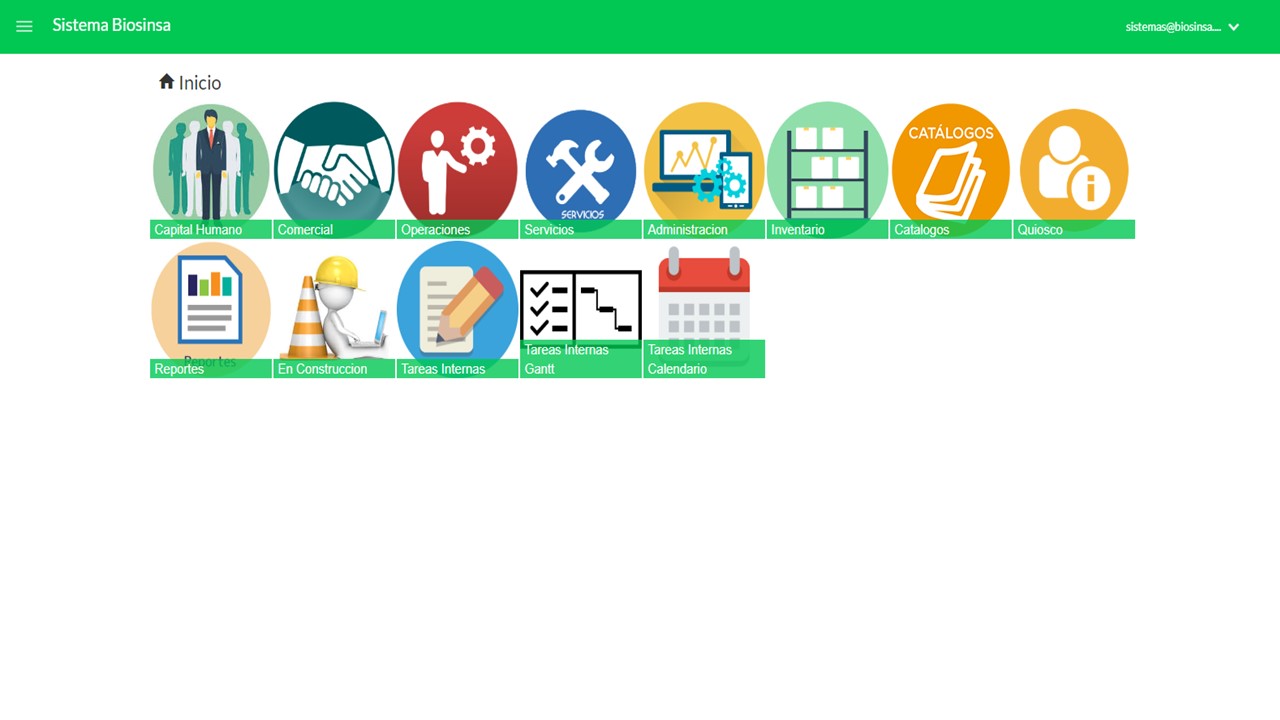 Sistema Biosinsa
sistemas@biosinsa....
Inicio
CATÁLOGOS
SERVICIOS
Capital Humano
Comercial
Operaciones
Servicios
Administracion
Inventario
Catalogos
Quiosco
Reportes
Reportes
En Construccion
Tareas Internas
Tareas Internas
Gantt
Tareas Internas
Calendario